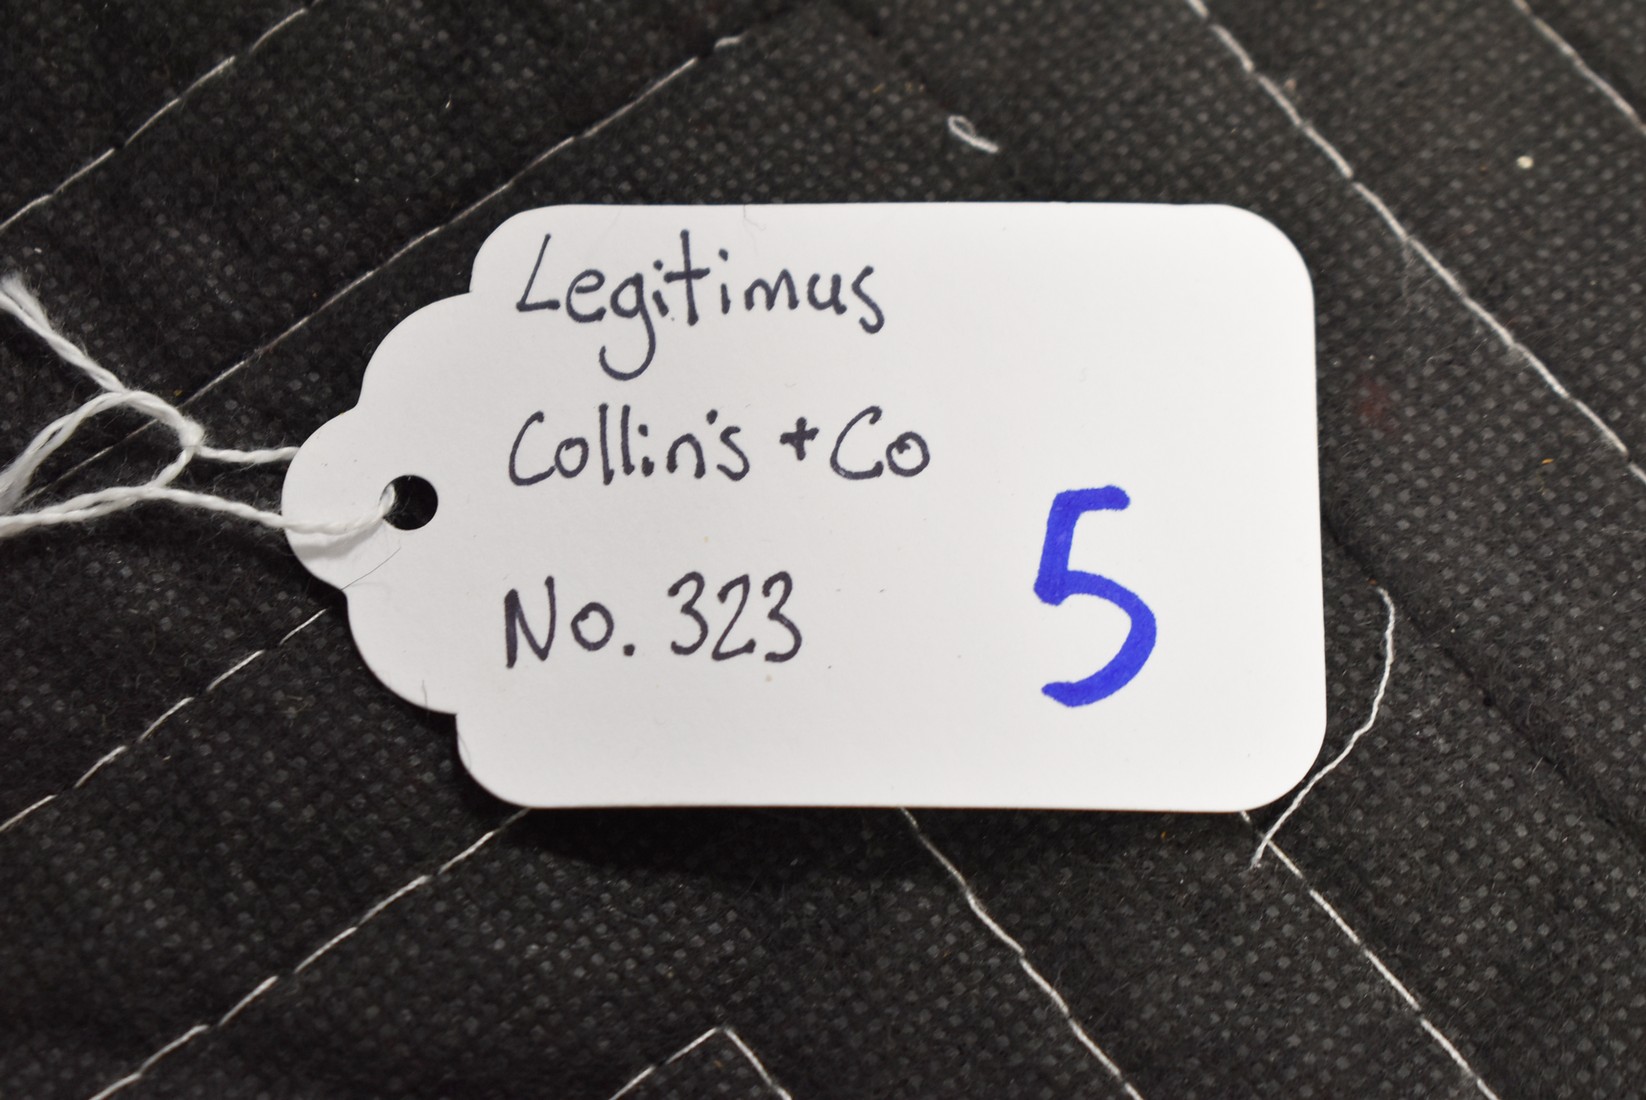 Legitimus
Collin's + Co
No. 323
5